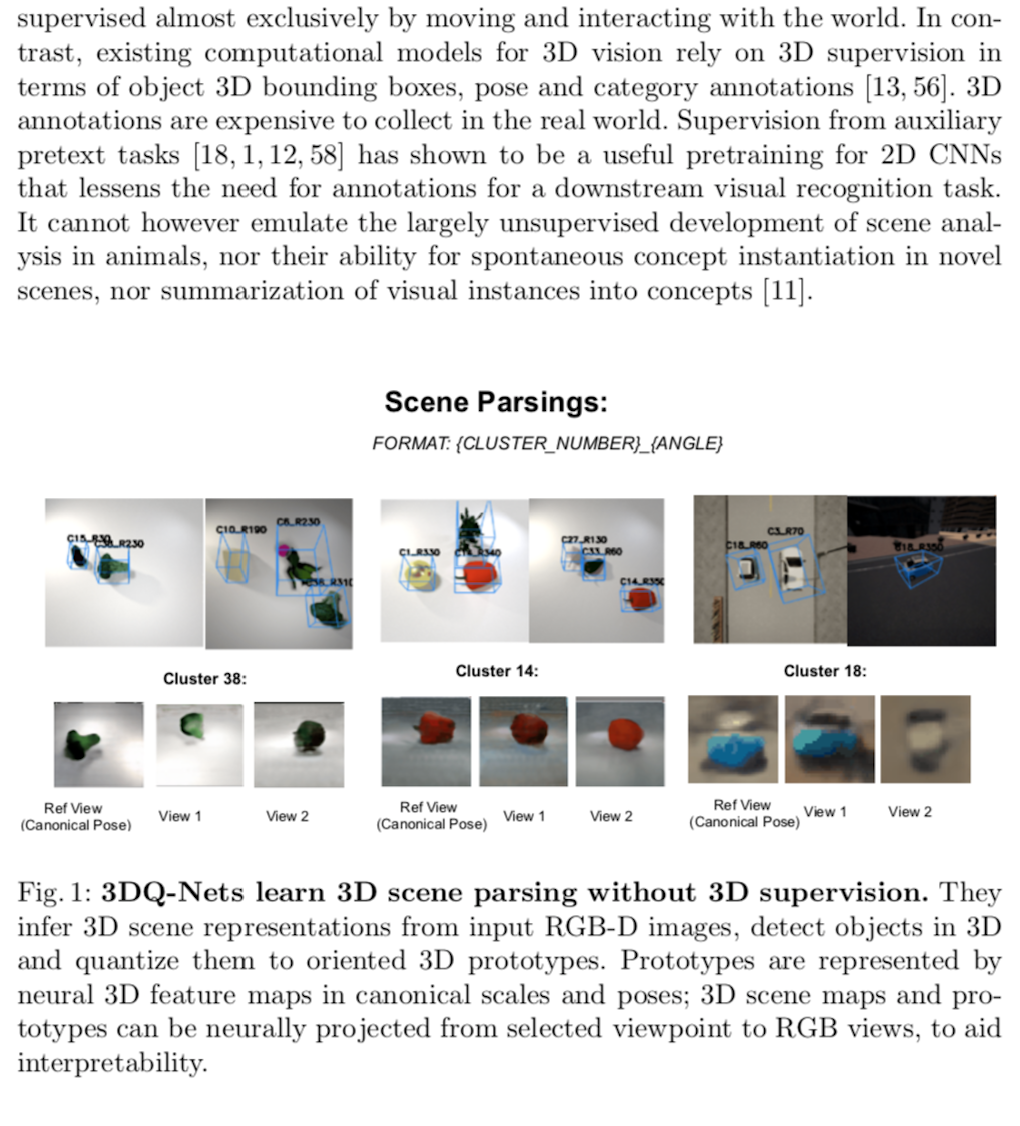 supervised almost exclusively by moving and interacting with the world. In con-
trast, existing computational models for 3D vision rely on 3D supervision in
terms of object 3D bounding boxes, pose and category annotations [13, 56]. 3D
annotations are expensive to collect in the real world. Supervision from auxiliary
pretext tasks [18, 1, 12, 58] has shown to be a useful pretraining for 2D CNNs
that lessens the need for annotations for a downstream visual recognition task.
It cannot however emulate the largely unsupervised development of scene anal-
ysis in animals, nor their ability for spontaneous concept instantiation in novel
scenes, nor summarization of visual instances into concepts [11].
Scene Parsings:
FORMAT: {CLUSTER_NUMBER}_{ANGLE}
C10_R190
C6_R230
C1_R330
C27_R130
C33_R60
C14_R350
C18_R60
C3_R70
Cluster 38:
Cluster 14:
Cluster 18:
Ref View
(Canonical Pose)
View 1
View 2
Ref View
(Canonical Pose)
View 1
View 2
Ref View
(Canonical Pose)
View 1
View 2
Fig. 1: 3DQ-Nets learn 3D scene parsing without 3D supervision. They
infer 3D scene representations from input RGB-D images, detect objects in 3D
and quantize them to oriented 3D prototypes. Prototypes are represented by
neural 3D feature maps in canonical scales and poses; 3D scene maps and pro-
totypes can be neurally projected from selected viewpoint to RGB views, to aid
interpretability.